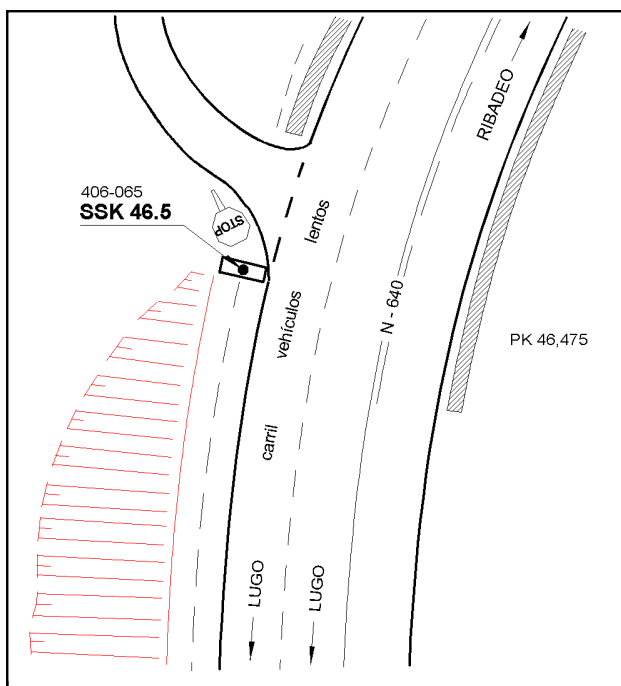 RIBADEO
406-065
SSK 46.5
STOP
lentos
vehículos
carril
N - 640
PK 46,475
LUGO
LUGO